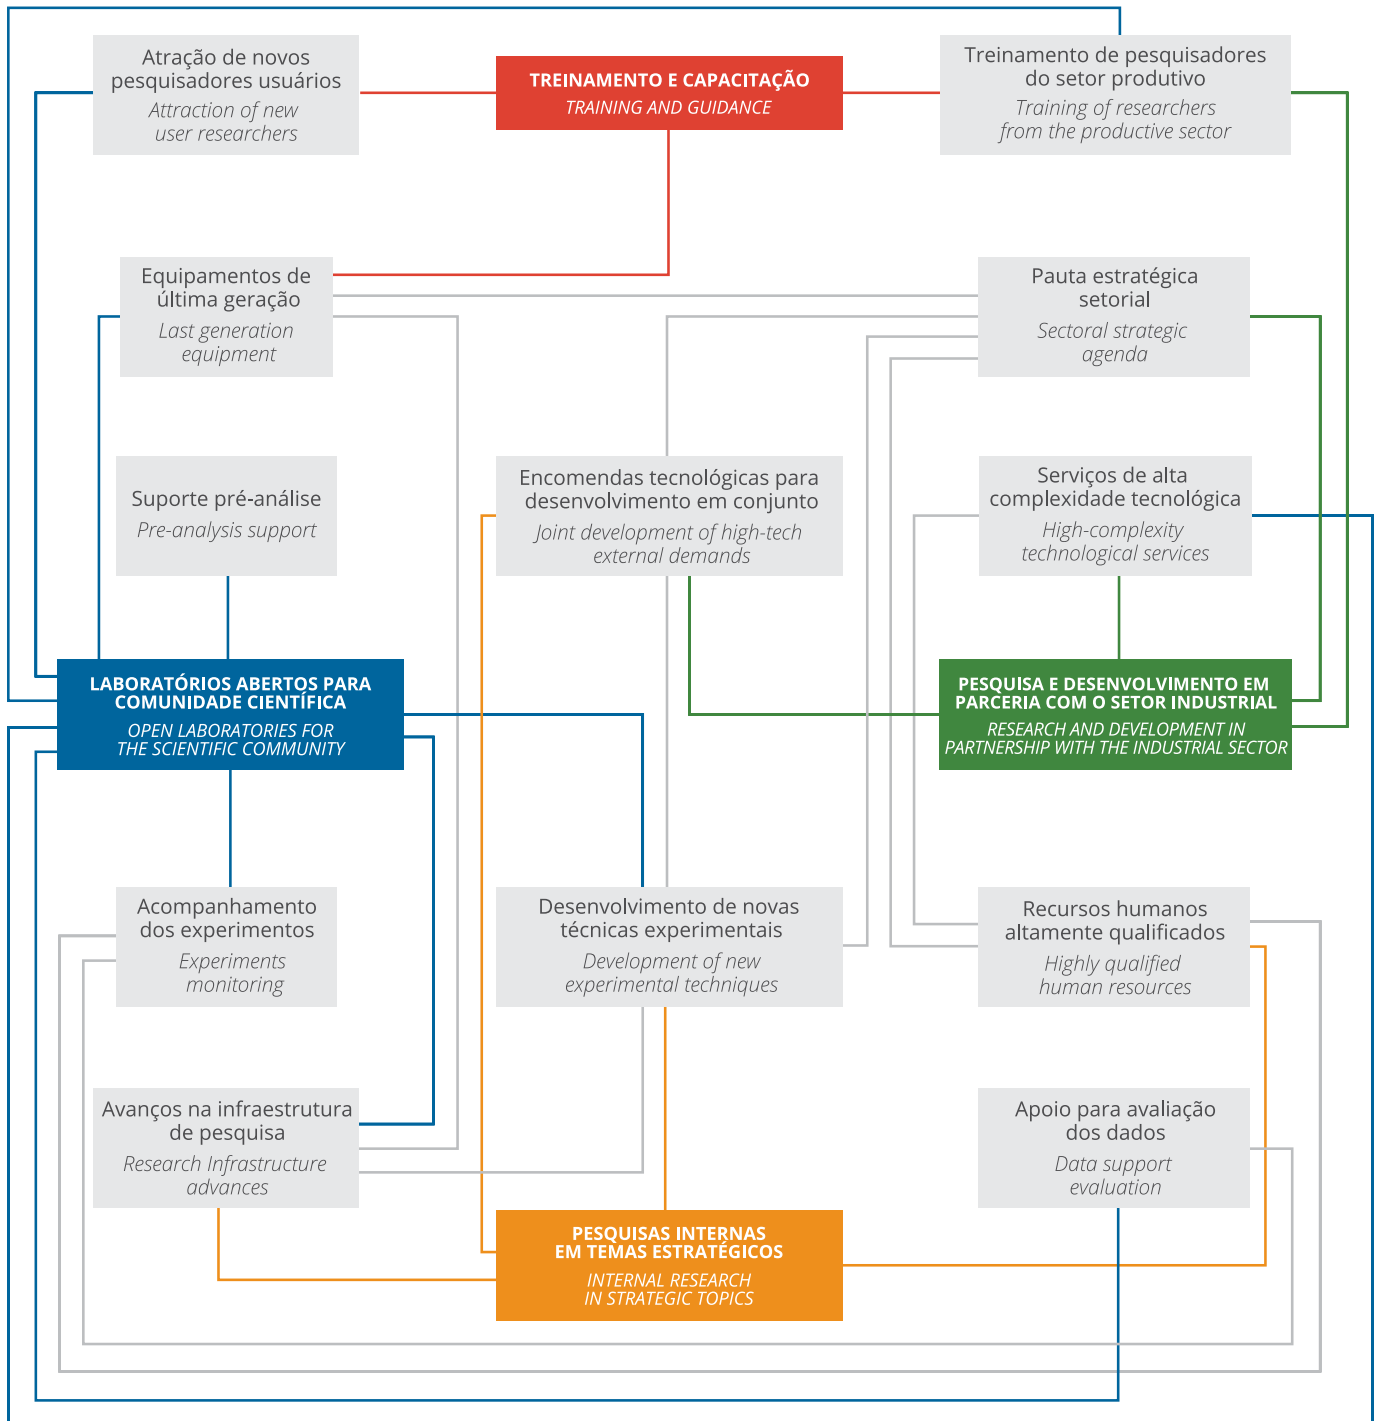 Atração de novos
pesquisadores usuários
Attraction of new
user researchers
TREINAMENTO E CAPACITAÇÃO
TRAINING AND GUIDANCE
Treinamento de pesquisadores
do setor produtivo
Training of researchers
from the productive sector
Equipamentos de
última geração
Last generation
equipment
Pauta estratégica
setorial
Sectoral strategic
agenda
Suporte pré-análise
Pre-analysis support
Encomendas tecnológicas para
desenvolvimento em conjunto
Joint development of high-tech
external demands
Serviços de alta
complexidade tecnológica
High-complexity
technological services
LABORATÓRIOS ABERTOS PARA
COMUNIDADE CIENTÍFICA
OPEN LABORATORIES FOR
THE SCIENTIFIC COMMUNITY
PESQUISA E DESENVOLVIMENTO EM
PARCERIA COM O SETOR INDUSTRIAL
RESEARCH AND DEVELOPMENT IN
PARTNERSHIP WITH THE INDUSTRIAL SECTOR
Acompanhamento
dos experimentos
Experiments
monitoring
Desenvolvimento de novas
técnicas experimentais
Development of new
experimental techniques
Recursos humanos
altamente qualificados
Highly qualified
human resources
Avanços na infraestrutura
de pesquisa
Research Infrastructure
advances
Apoio para avaliação
dos dados
Data support
evaluation
PESQUISAS INTERNAS
EM TEMAS ESTRATÉGICOS
INTERNAL RESEARCH
IN STRATEGIC TOPICS